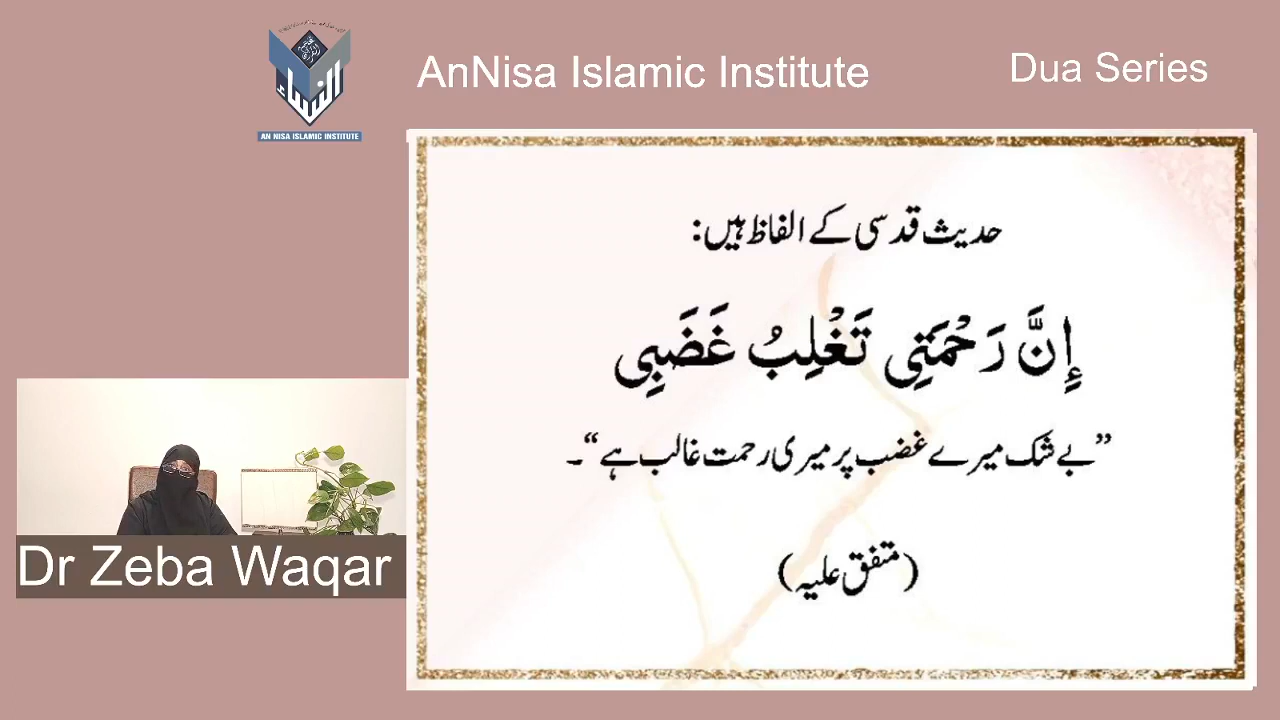 النساء
AN NISA ISLAMIC INSTITUTE
AnNisa Islamic Institute
Dua Series
حدیث قدسی کے الفاظ ہیں:
إِنَّ رَحْمَتِي تَغْلِبُ غَضَبِي
”بے شک میرے غضب پر میری رحمت غالب ہے“۔
(متفق علیہ)
Dr Zeba Waqar